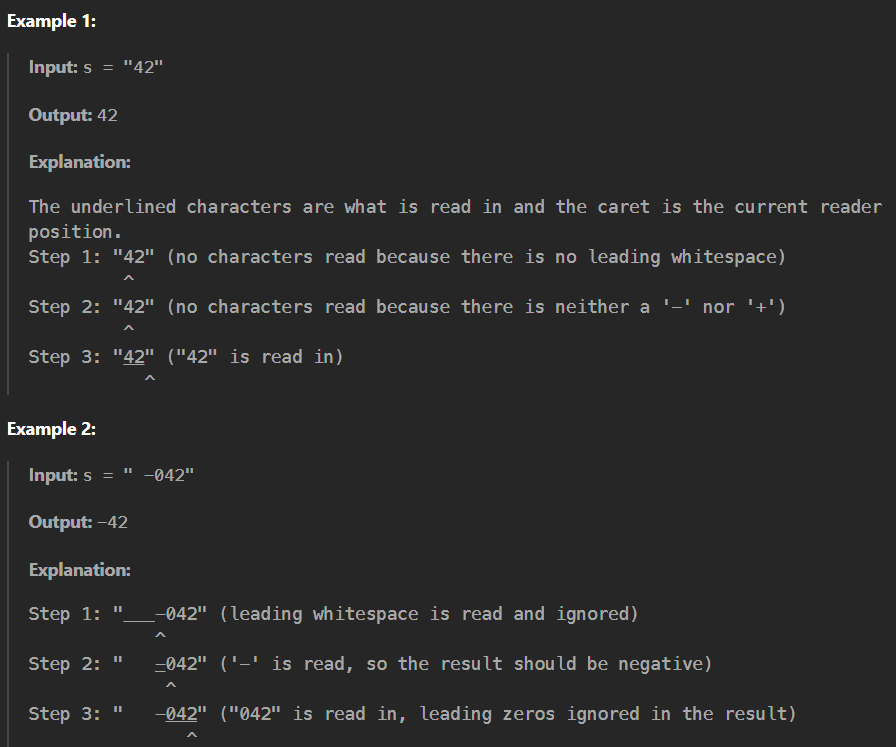 Example 1:
Input: s = "42"
Output: 42
Explanation:
The underlined characters are what is read in and the caret is the current reader
position.
Step 1: "42" (no characters read because there is no leading whitespace)
         ^
Step 2: "42" (no characters read because there is neither a '-' nor '+')
         ^
Step 3: "42" ("42" is read in)
           ^
Example 2:
Input: s = " -042"
Output: -42
Explanation:
Step 1: "___-042" (leading whitespace is read and ignored)
            ^
Step 2: "   -042" ('-' is read, so the result should be negative)
             ^
Step 3: "   -042" ("042" is read in, leading zeros ignored in the result)
               ^